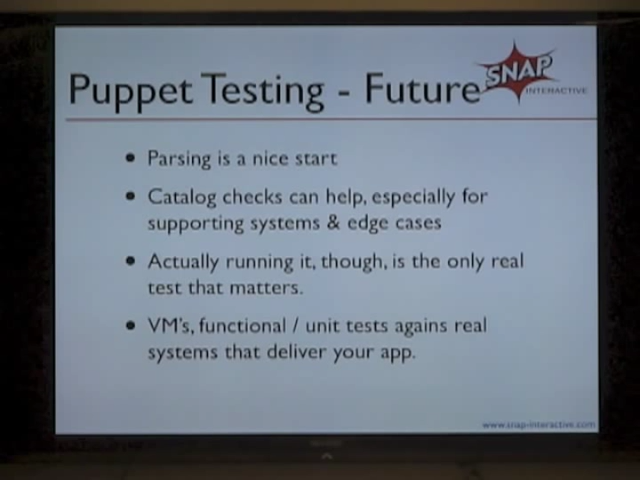 Puppet Testing - Future
SNAP
INTERACTIVE
• Parsing is a nice start
• Catalog checks can help, especially for
supporting systems & edge cases
• Actually running it, though, is the only real
test that matters.
• VM's, functional / unit tests agains real
systems that deliver your app.
www.snap-interactive.com